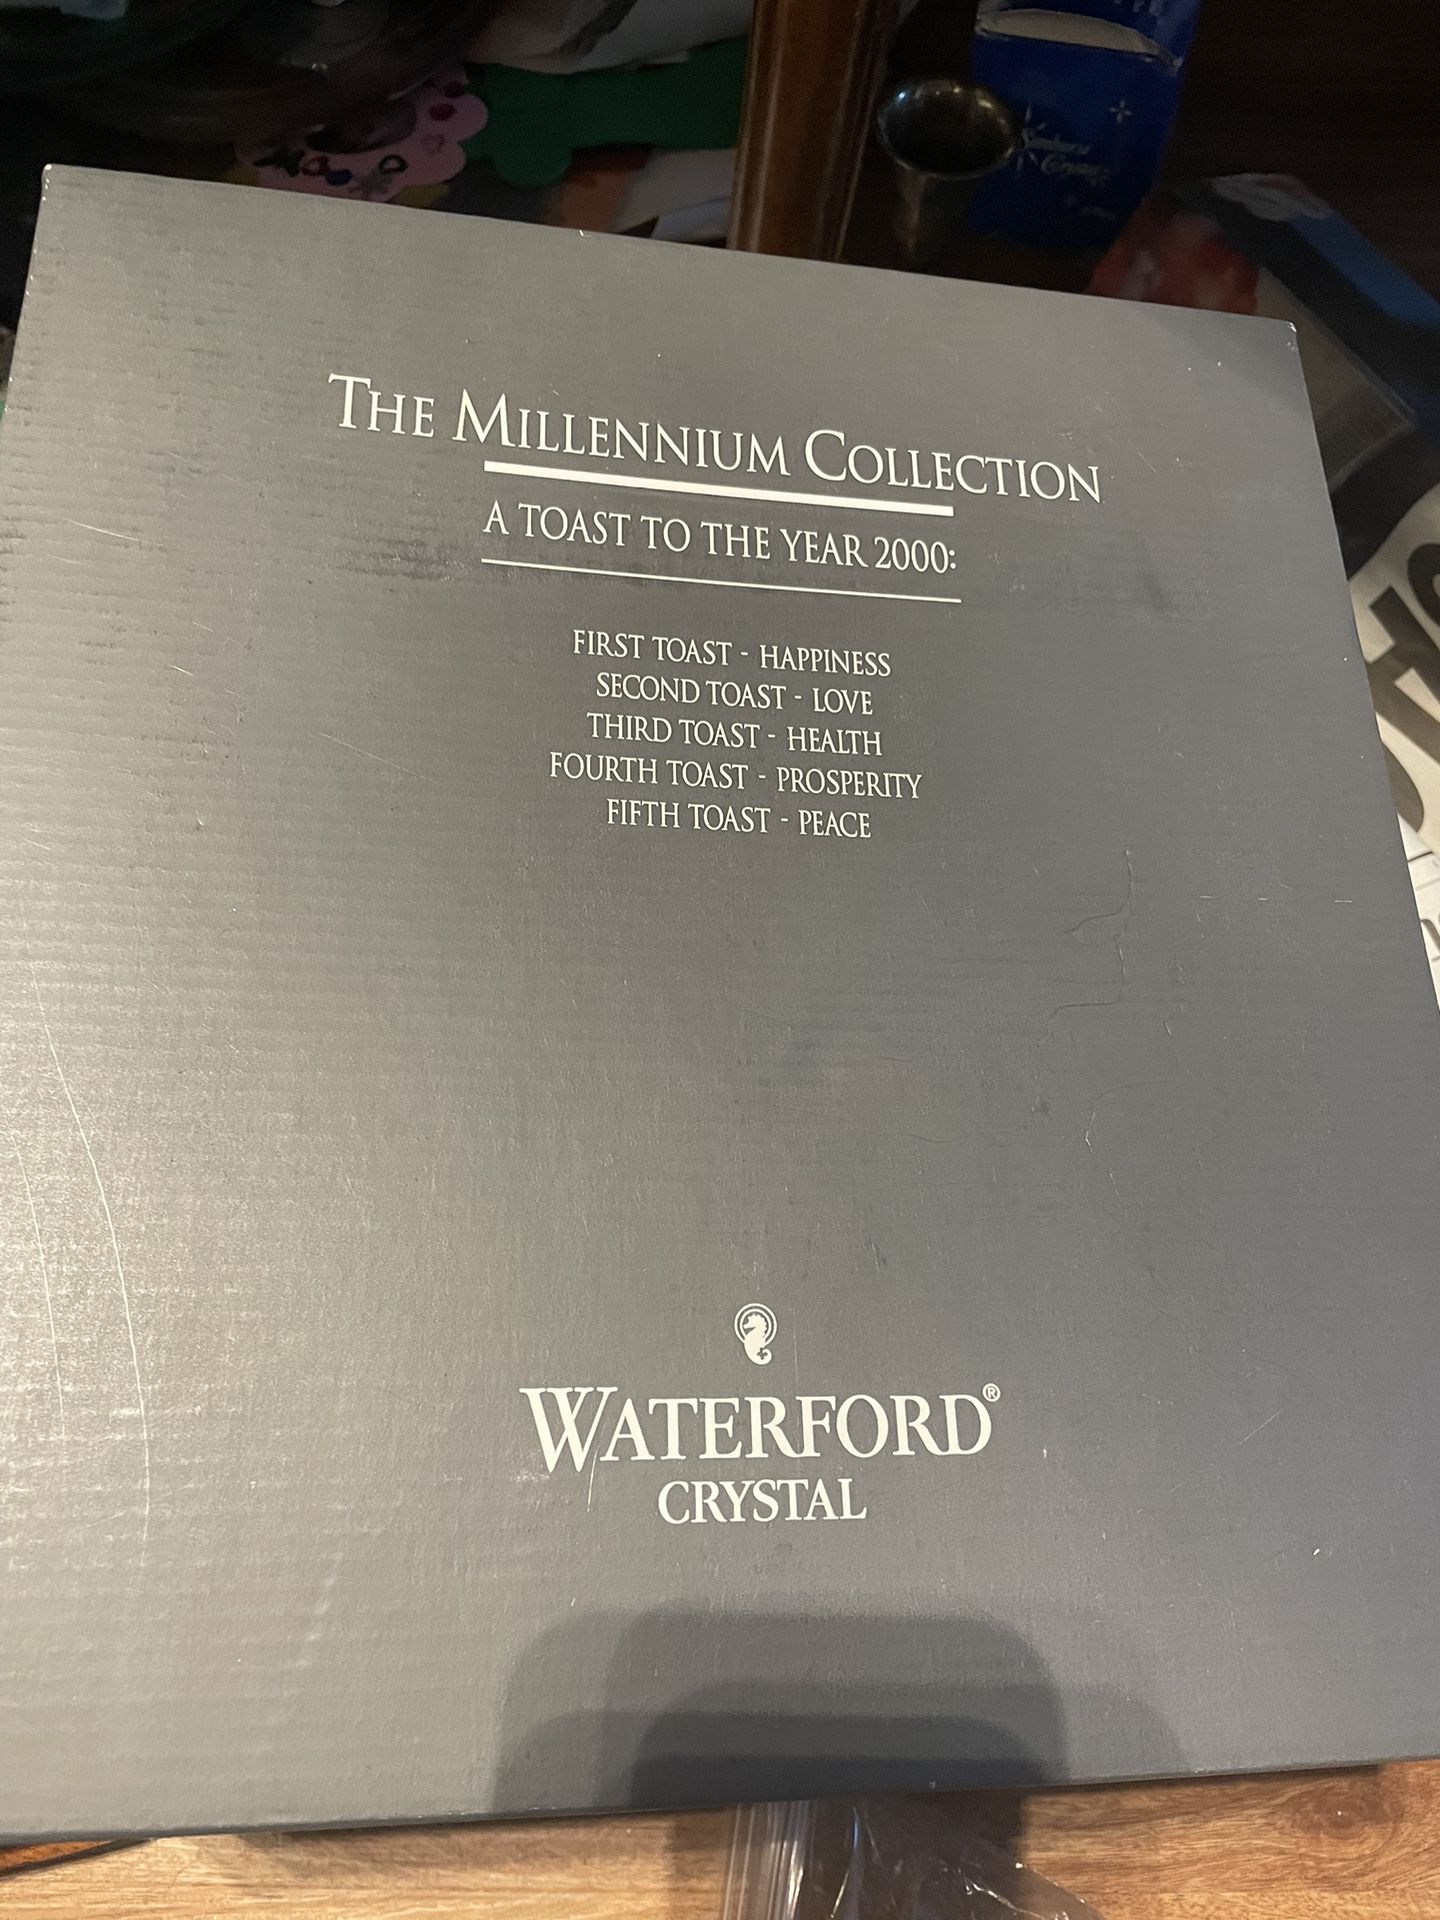 THE MILLENNIUM COLLECTION
A TOAST TO THE YEAR 2000:
FIRST TOAST - HAPPINESS
SECOND TOAST - LOVE
THIRD TOAST - HEALTH
FOURTH TOAST - PROSPERITY
FIFTH TOAST - PEACE
WATERFORD®
CRYSTAL